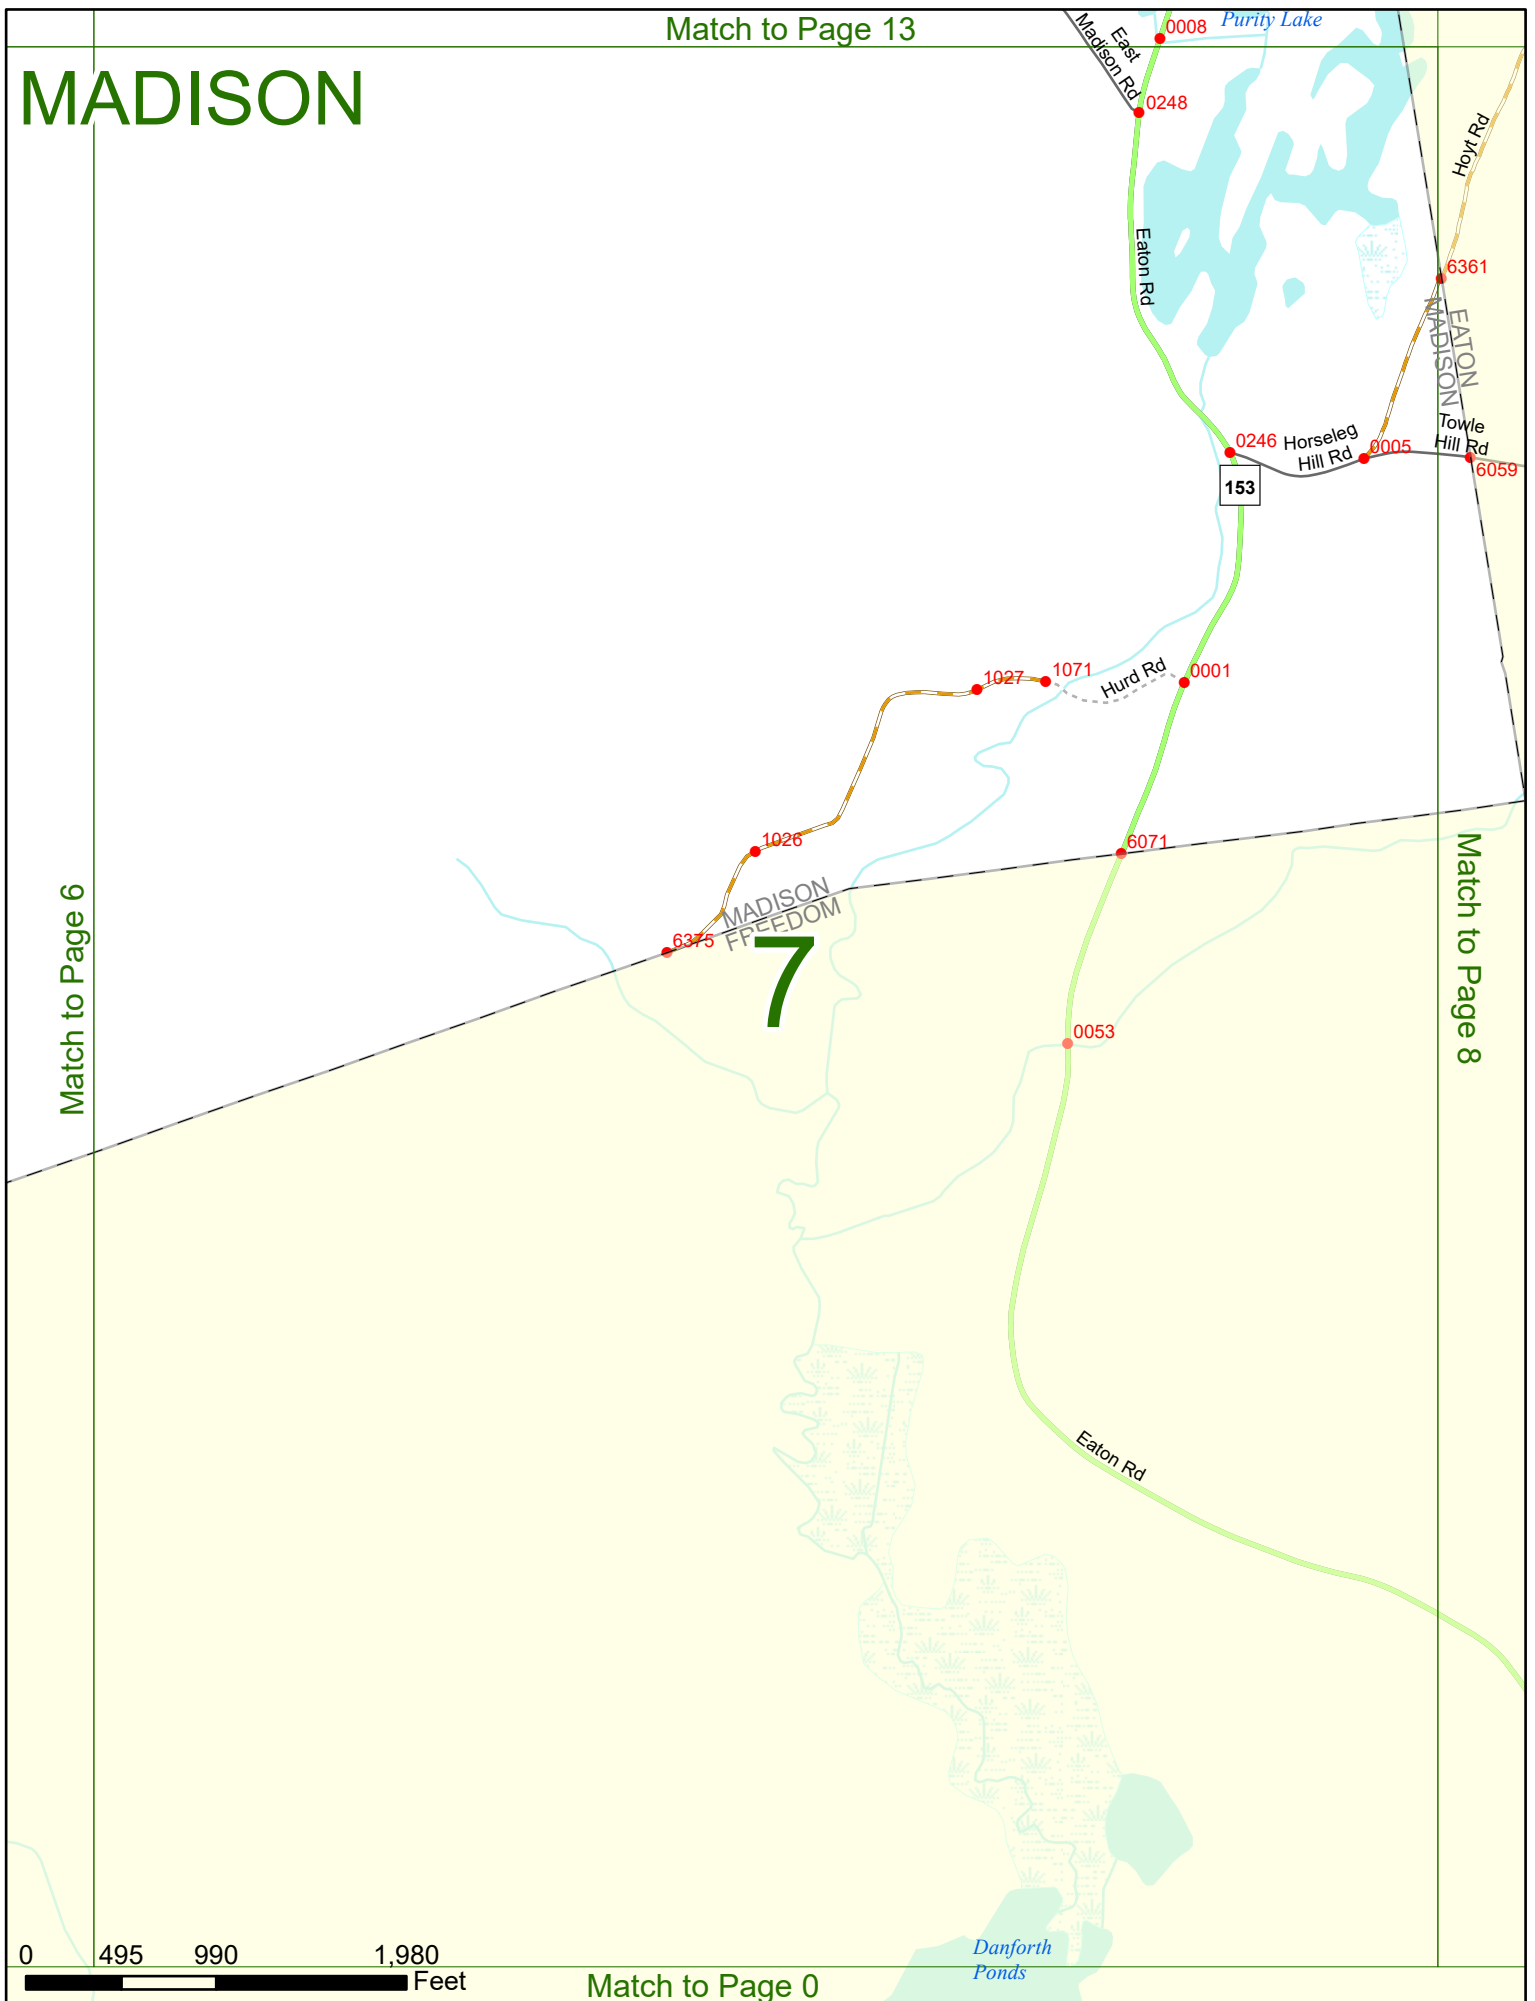 Match to Page 13
Purity Lake
MADISON
0008
East
Madison Rd
0248
Hoyt Rd
Eaton Rd
6361
EATON
MADISON
0246
Horseleg
Hill Rd
0005
Towle
Hill Rd
6059
153
1027
1071
Hurd Rd
0001
1026
6071
MADISON
FREEDOM
6375
7
Match to Page 6
Match to Page 8
0053
Eaton Rd
Danforth
Ponds
0 495 990 1,980
Feet
Match to Page 0